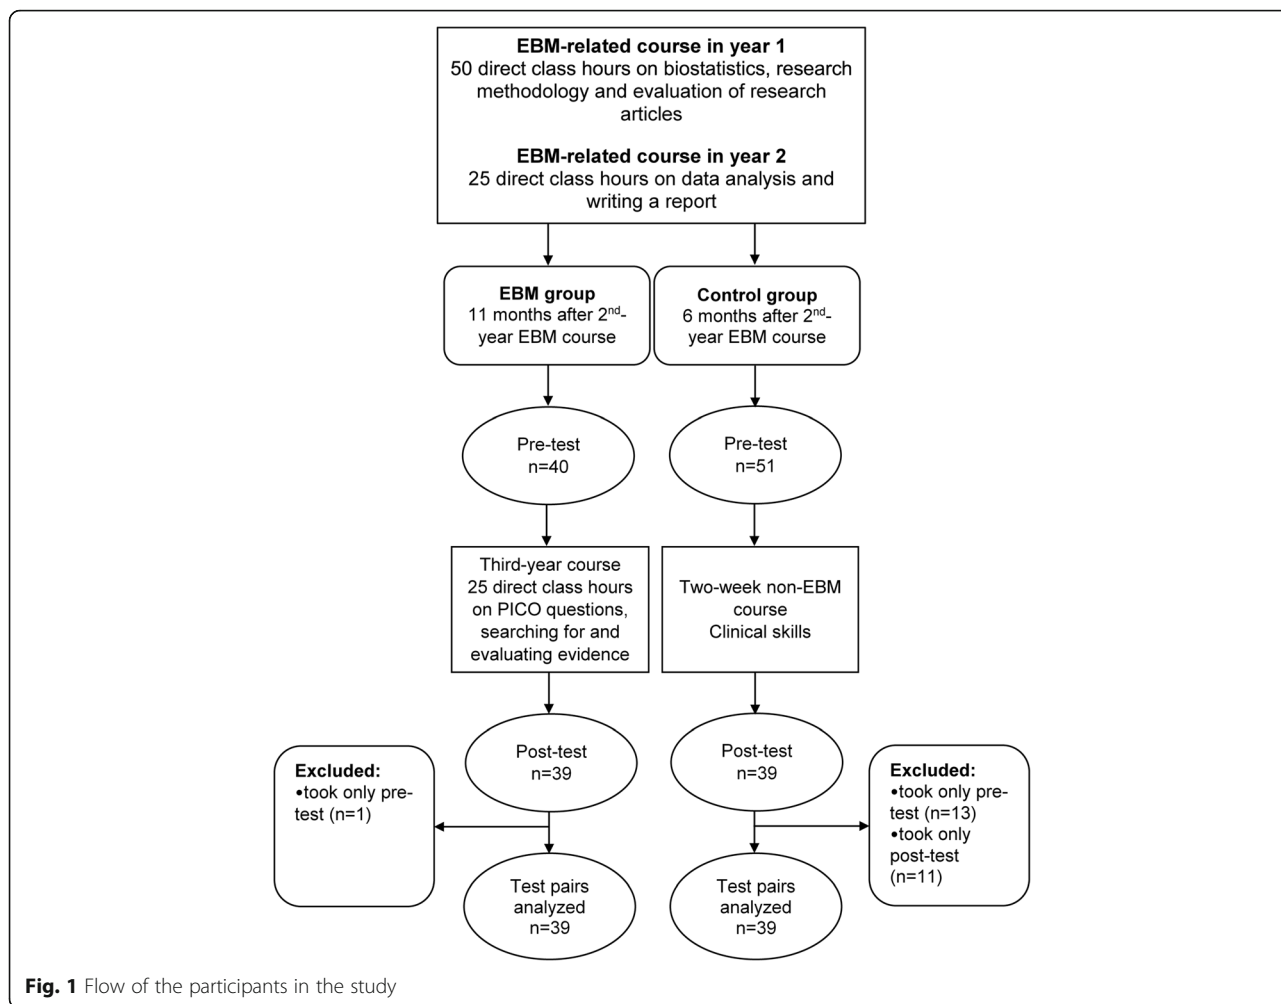 EBM-related course in year 1
50 direct class hours on biostatistics, research
methodology and evaluation of research
articles
EBM-related course in year 2
25 direct class hours on data analysis and
writing a report
EBM group
11 months after 2nd-
year EBM course
Control group
6 months after 2nd-
year EBM course
Pre-test
n=40
Pre-test
n=51
Third-year course
25 direct class hours
on PICO questions,
searching for and
evaluating evidence
Two-week non-EBM
course
Clinical skills
Post-test
n=39
Post-test
n=39
Excluded:
•took only pre-
test (n=1)
Excluded:
•took only pre-
test (n=13)
•took only
post-test
(n=11)
Test pairs
analyzed
n=39
Test pairs
analyzed
n=39
Fig. 1 Flow of the participants in the study